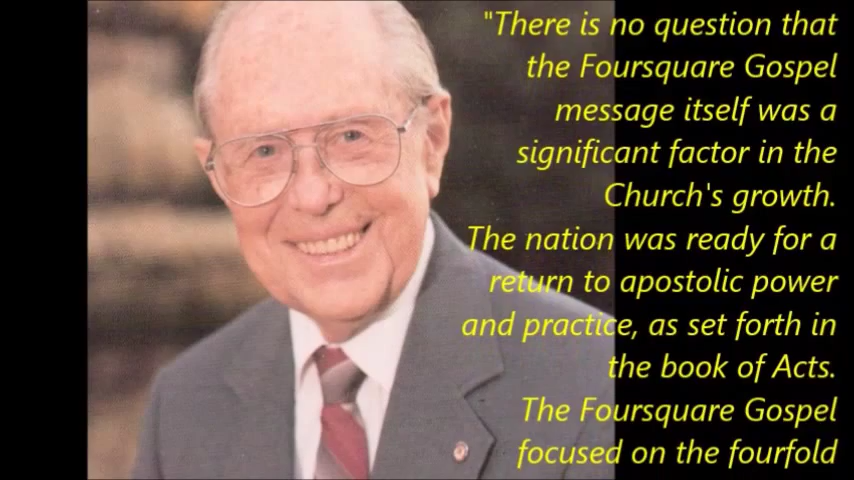 "There is no question that
the Foursquare Gospel
message itself was a
significant factor in the
Church's growth.
The nation was ready for a
return to apostolic power
and practice, as set forth in
the book of Acts.
The Foursquare Gospel
focused on the fourfold